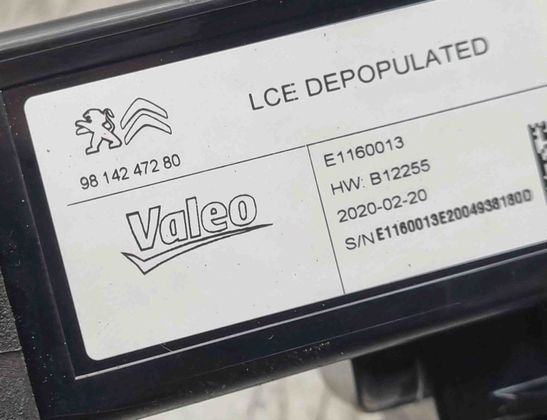 LCE DEPOPULATED
98 142 472 80
Valeo
E1160013
HW: B12255
2020-02-20
S/N E1160013E2004938180D